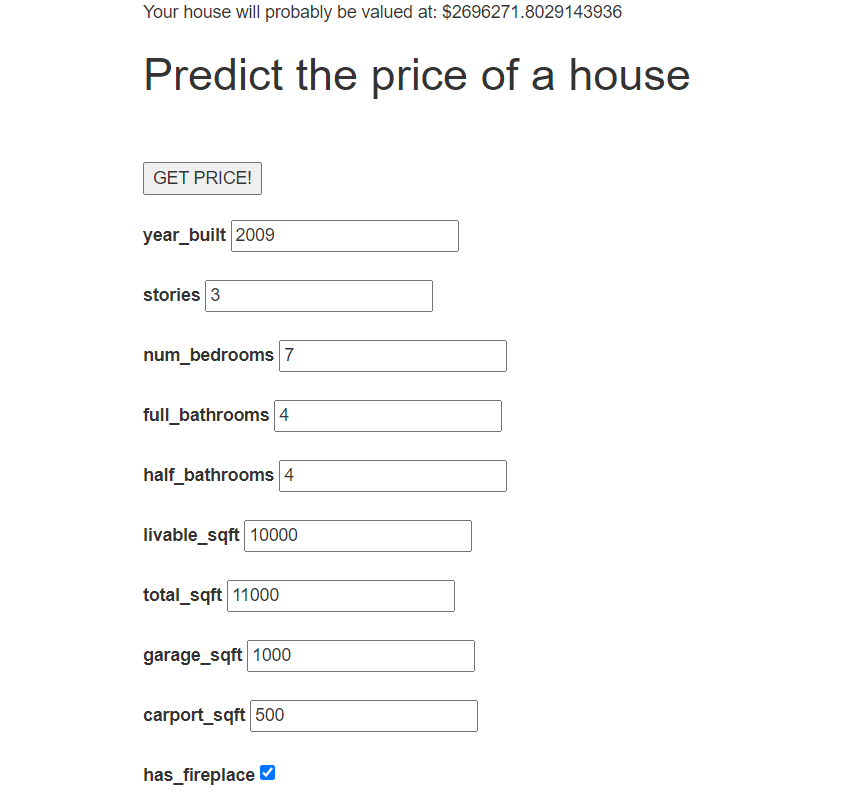 Your house will probably be valued at: $2696271.8029143936
Predict the price of a house
GET PRICE!
year_built 2009
stories 3
num_bedrooms 7
full_bathrooms 4
half_bathrooms 4
livable_sqft 10000
total_sqft 11000
garage_sqft 1000
carport_sqft 500
has_fireplace